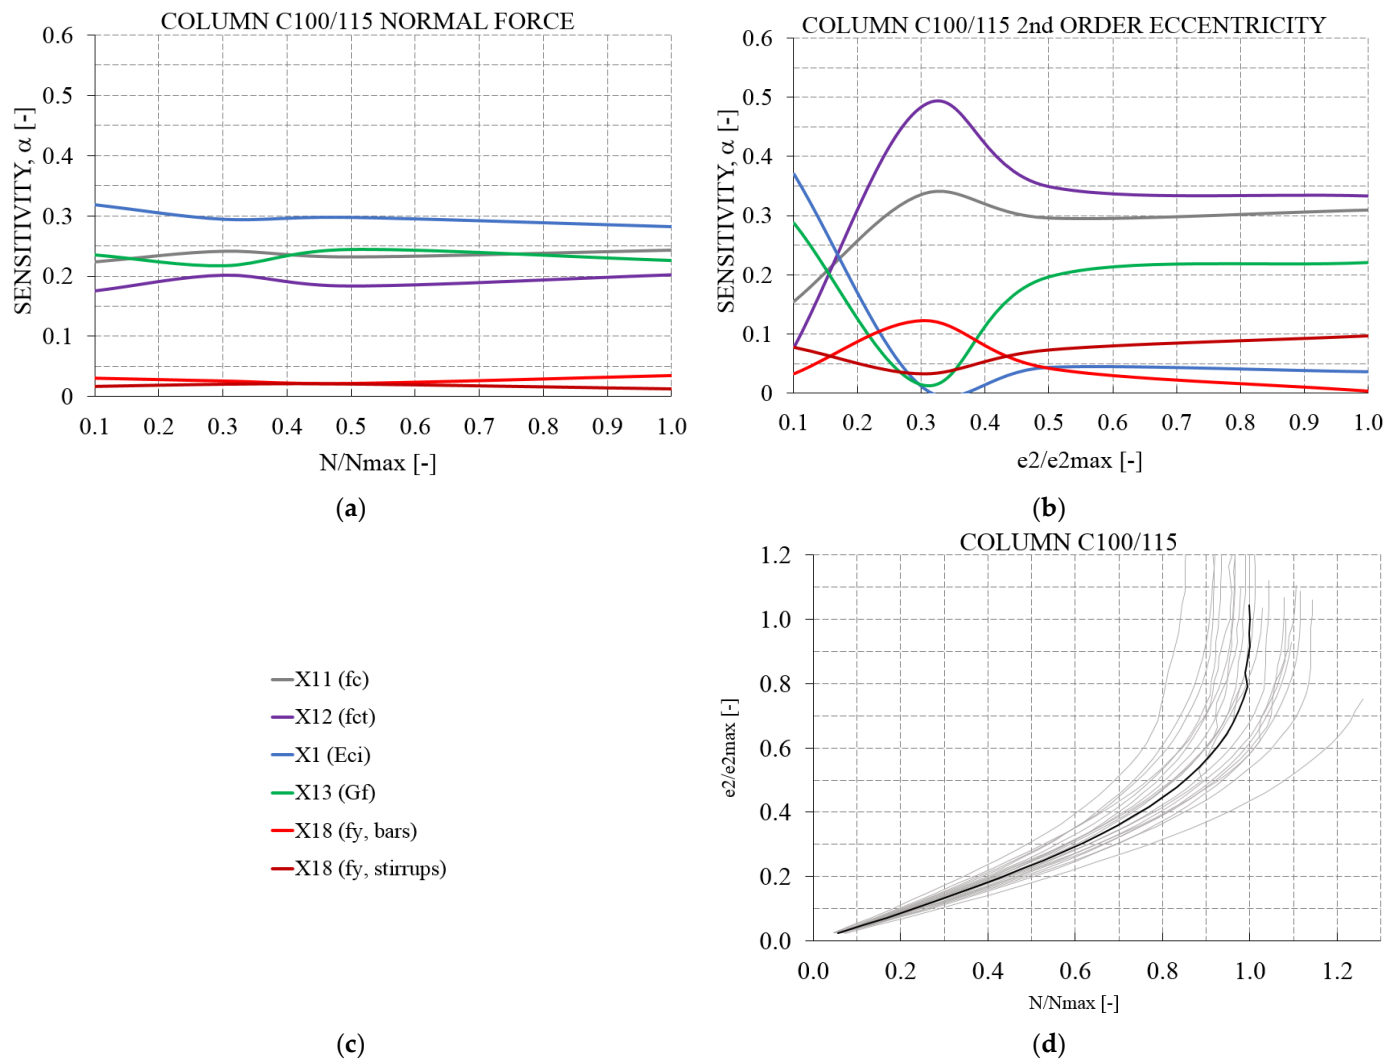 COLUMN C100/115 NORMAL FORCE
0.6
0.5
0.4
0.3
0.2
0.1
0
SENSITIVITY, α [-]
0.1 0.2 0.3 0.4 0.5 0.6 0.7 0.8 0.9 1.0
N/Nmax [-]
(a)
COLUMN C100/115 2nd ORDER ECCENTRICITY
0.6
0.5
0.4
0.3
0.2
0.1
0
SENSITIVITY, α [-]
0.1 0.2 0.3 0.4 0.5 0.6 0.7 0.8 0.9 1.0
e2/e2max [-]
(b)
X11 (fc)
X12 (fct)
X1 (Eci)
X13 (Gf)
X18 (fy, bars)
X18 (fy, stirrups)
(c)
COLUMN C100/115
1.2
1.0
0.8
0.6
0.4
0.2
0.0
e2/e2max [-]
0.0 0.2 0.4 0.6 0.8 1.0 1.2
N/Nmax [-]
(d)